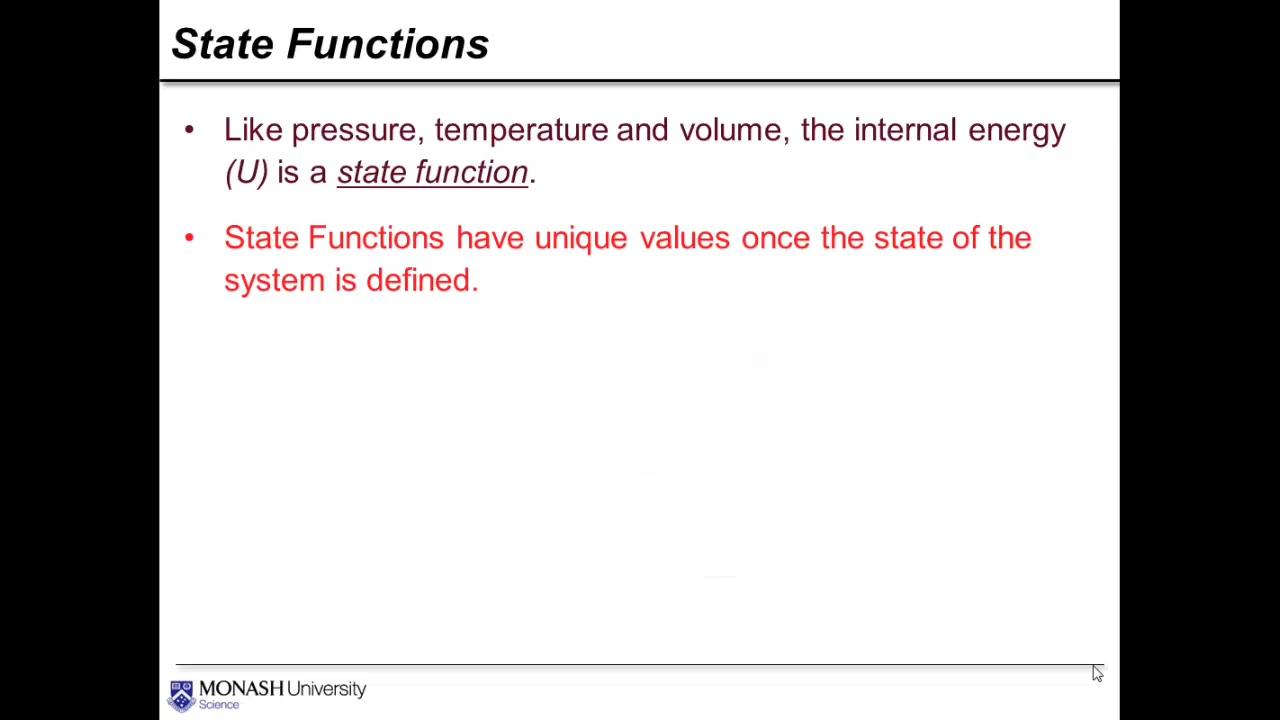 State Functions
• Like pressure, temperature and volume, the internal energy
(U) is a state function.
• State Functions have unique values once the state of the
system is defined.
MONASH University
Science